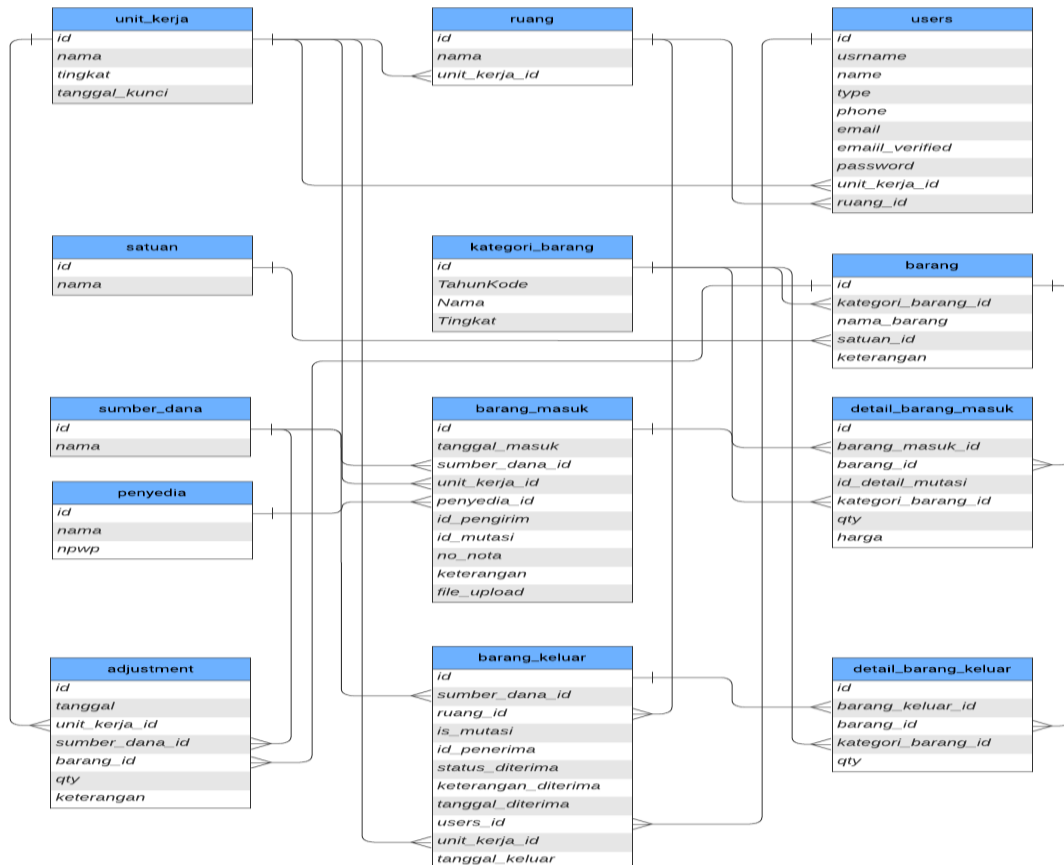 unit_kerja
id
nama
tingkat
tanggal_kunci
ruang
id
nama
unit_kerja_id
users
id
usrname
name
type
phone
email
emaiil_verified
password
unit_kerja_id
ruang_id
satuan
id
nama
kategori_barang
id
TahunKode
Nama
Tingkat
barang
id
kategori_barang_id
nama_barang
satuan_id
keterangan
sumber_dana
id
nama
penyedia
id
nama
npwp
barang_masuk
id
tanggal_masuk
sumber_dana_id
unit_kerja_id
penyedia_id
id_pengirim
id_mutasi
no_nota
keterangan
file_upload
detail_barang_masuk
id
barang_masuk_id
barang_id
id_detail_mutasi
kategori_barang_id
qty
harga
adjustment
id
tanggal
unit_kerja_id
sumber_dana_id
barang_id
qty
keterangan
barang_keluar
id
sumber_dana_id
ruang_id
is_mutasi
id_penerima
status_diterima
keterangan_diterima
tanggal_diterima
users_id
unit_kerja_id
tanggal_keluar
detail_barang_keluar
id
barang_keluar_id
barang_id
kategori_barang_id
qty